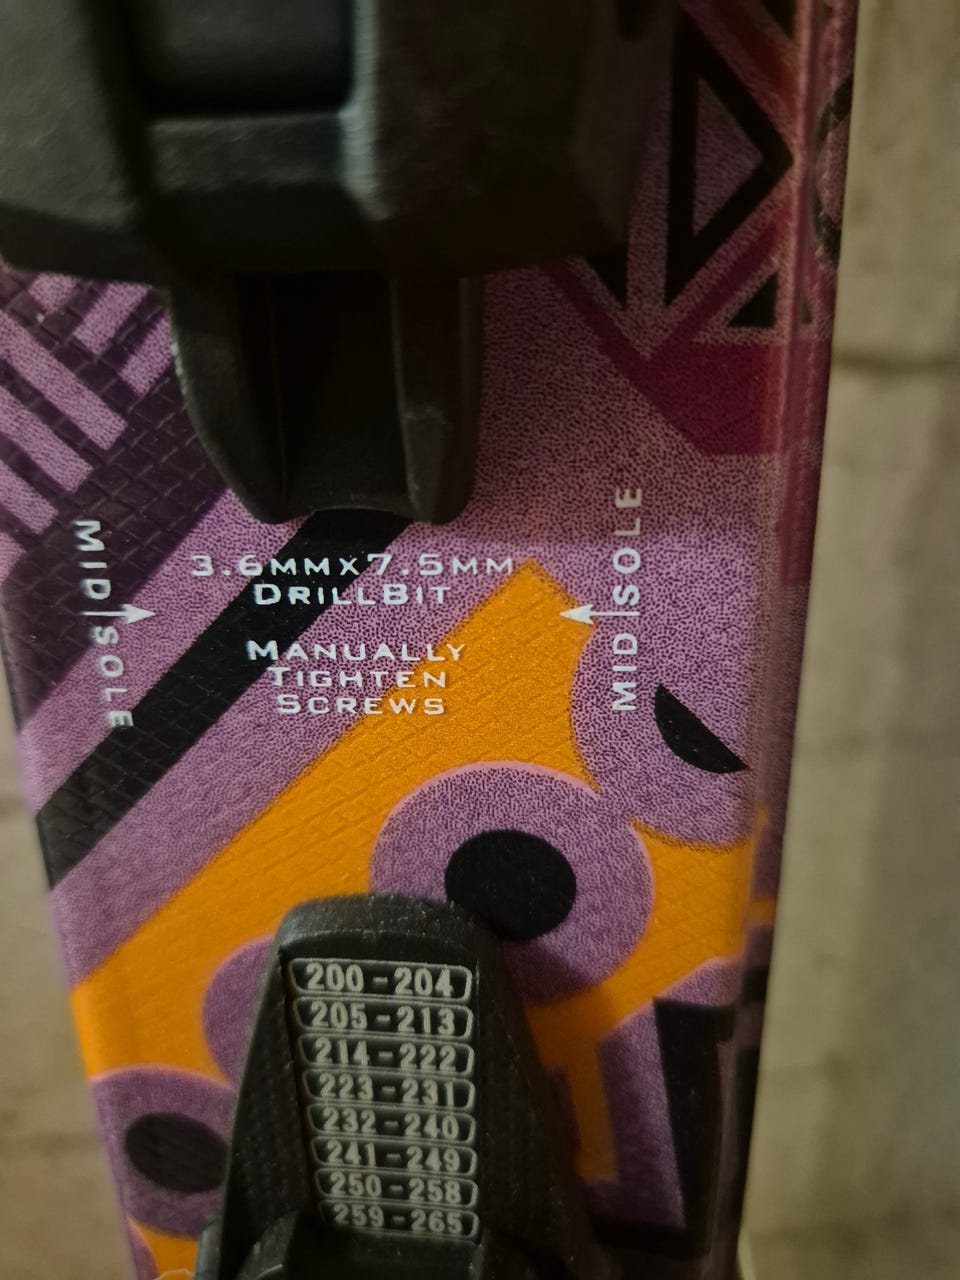 MID|SOLE
3.6MMX7.5MM
DRILLBIT
MANUALLY
TIGHTEN
SCREWS
MID|SOLE
200-204
205-213
214-222
223-231
232-240
241-249
250-258
259-265